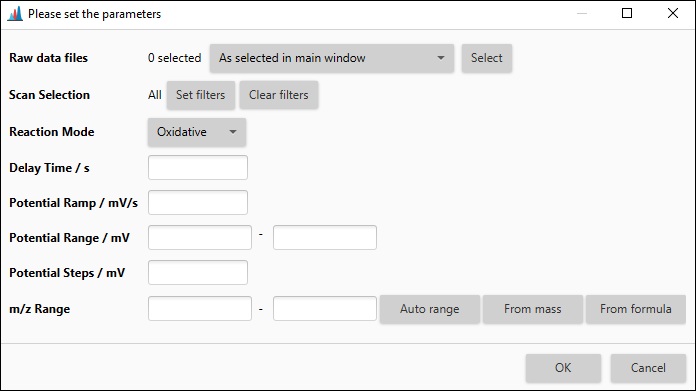 Please set the parameters
Raw data files 0 selected As selected in main window Select
Scan Selection All Set filters Clear filters
Reaction Mode Oxidative
Delay Time / s
Potential Ramp / mV/s
Potential Range / mV -
Potential Steps / mV
m/z Range - Auto range From mass From formula
OK Cancel